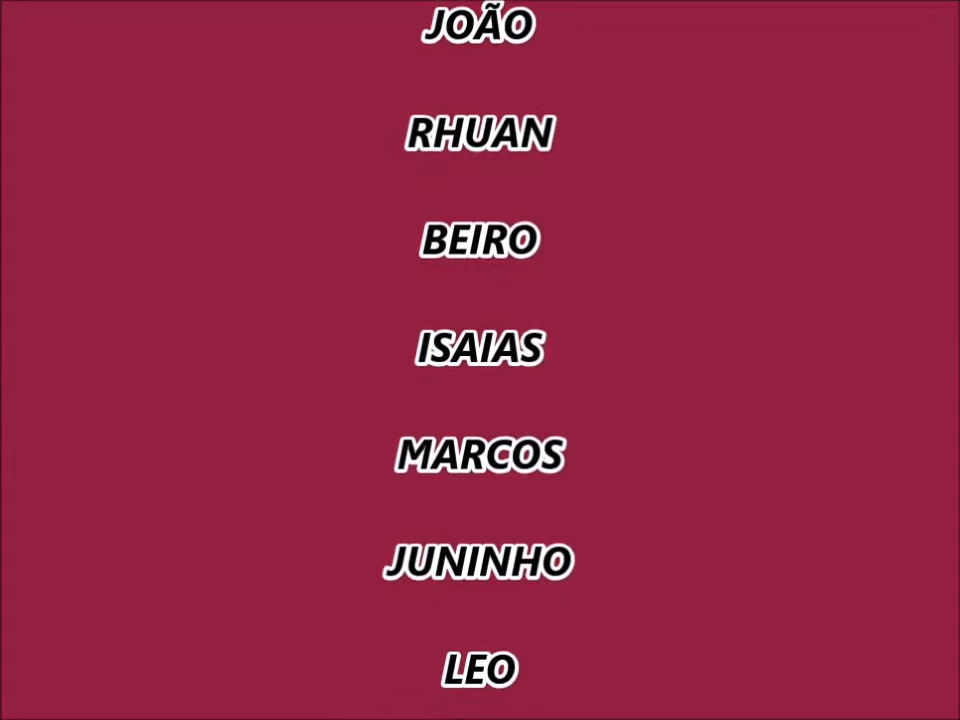 JOÃO
RHUAN
BEIRO
ISAIAS
MARCOS
JUNINHO
LEO